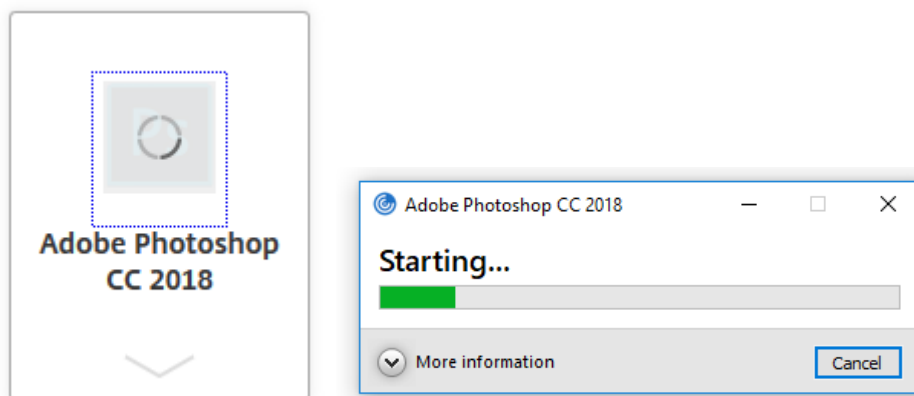 Adobe Photoshop
CC 2018
Adobe Photoshop CC 2018
Starting...
More information
Cancel